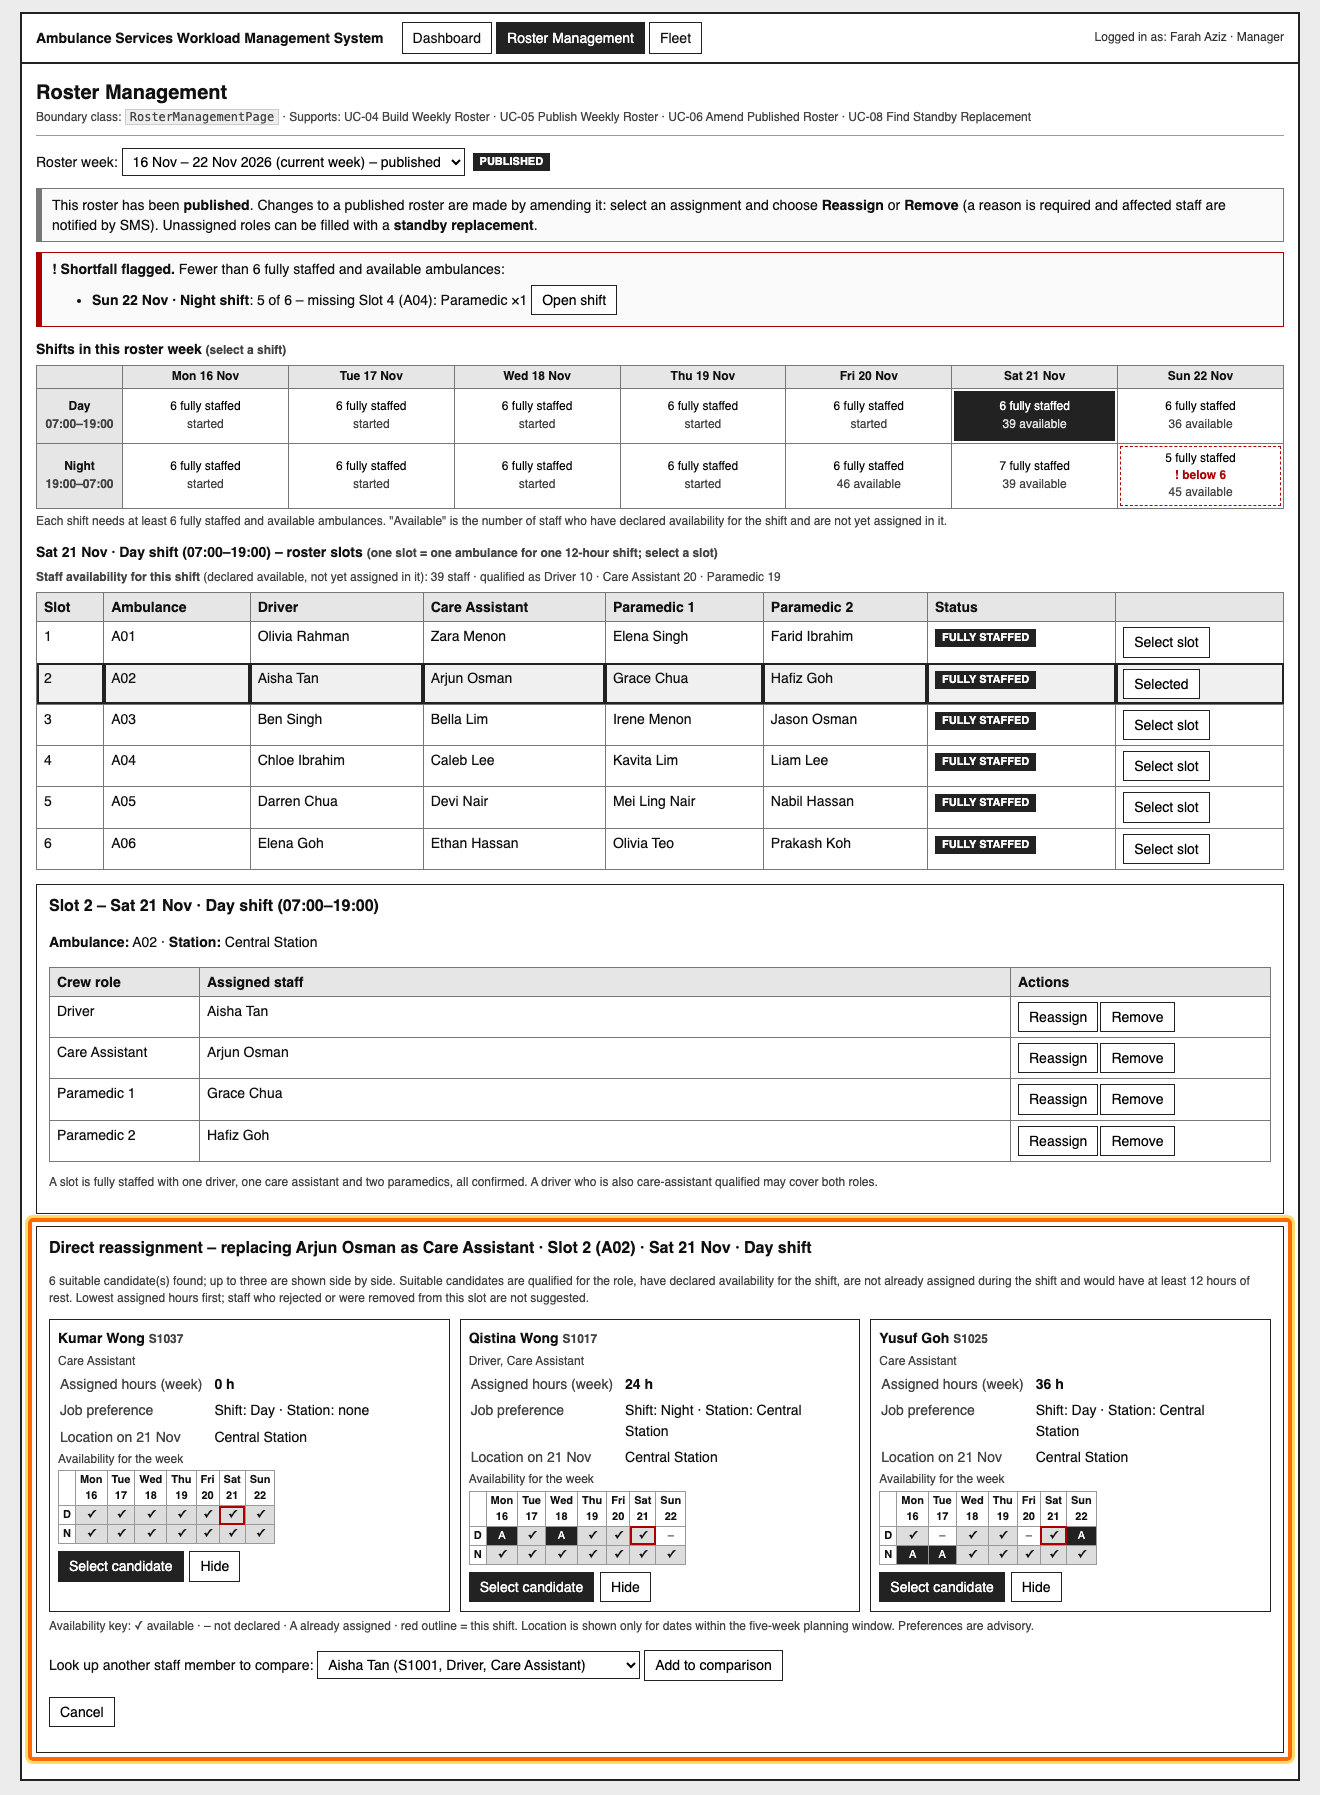 Ambulance Services Workload Management System Dashboard Roster Management Fleet Logged in as: Farah Aziz · Manager
Roster Management
Boundary class: RosterManagementPage · Supports: UC-04 Build Weekly Roster · UC-05 Publish Weekly Roster · UC-06 Amend Published Roster · UC-08 Find Standby Replacement
Roster week: 16 Nov – 22 Nov 2026 (current week) – published PUBLISHED
This roster has been published. Changes to a published roster are made by amending it: select an assignment and choose Reassign or Remove (a reason is required and affected staff are
notified by SMS). Unassigned roles can be filled with a standby replacement.
! Shortfall flagged. Fewer than 6 fully staffed and available ambulances:
• Sun 22 Nov · Night shift: 5 of 6 – missing Slot 4 (A04): Paramedic ×1 Open shift
Shifts in this roster week (select a shift)
Mon 16 Nov Tue 17 Nov Wed 18 Nov Thu 19 Nov Fri 20 Nov Sat 21 Nov Sun 22 Nov
Day 6 fully staffed 6 fully staffed 6 fully staffed 6 fully staffed 6 fully staffed 6 fully staffed 6 fully staffed
07:00–19:00 started started started started started 39 available 36 available
Night 6 fully staffed 6 fully staffed 6 fully staffed 6 fully staffed 6 fully staffed 7 fully staffed 5 fully staffed
! below 6
19:00–07:00 started started started started 46 available 39 available 45 available
Each shift needs at least 6 fully staffed and available ambulances. "Available" is the number of staff who have declared availability for the shift and are not yet assigned in it.
Sat 21 Nov · Day shift (07:00–19:00) – roster slots (one slot = one ambulance for one 12-hour shift; select a slot)
Staff availability for this shift (declared available, not yet assigned in it): 39 staff · qualified as Driver 10 · Care Assistant 20 · Paramedic 19
Slot Ambulance Driver Care Assistant Paramedic 1 Paramedic 2 Status
1 A01 Olivia Rahman Zara Menon Elena Singh Farid Ibrahim FULLY STAFFED Select slot
2 A02 Aisha Tan Arjun Osman Grace Chua Hafiz Goh FULLY STAFFED Selected
3 A03 Ben Singh Bella Lim Irene Menon Jason Osman FULLY STAFFED Select slot
4 A04 Chloe Ibrahim Caleb Lee Kavita Lim Liam Lee FULLY STAFFED Select slot
5 A05 Darren Chua Devi Nair Mei Ling Nair Nabil Hassan FULLY STAFFED Select slot
6 A06 Elena Goh Ethan Hassan Olivia Teo Prakash Koh FULLY STAFFED Select slot
Slot 2 – Sat 21 Nov · Day shift (07:00–19:00)
Ambulance: A02 · Station: Central Station
Crew role Assigned staff Actions
Driver Aisha Tan Reassign Remove
Care Assistant Arjun Osman Reassign Remove
Paramedic 1 Grace Chua Reassign Remove
Paramedic 2 Hafiz Goh Reassign Remove
A slot is fully staffed with one driver, one care assistant and two paramedics, all confirmed. A driver who is also care-assistant qualified may cover both roles.
Direct reassignment – replacing Arjun Osman as Care Assistant · Slot 2 (A02) · Sat 21 Nov · Day shift
6 suitable candidate(s) found; up to three are shown side by side. Suitable candidates are qualified for the role, have declared availability for the shift, are not already assigned during the shift and would have at least 12 hours of
rest. Lowest assigned hours first; staff who rejected or were removed from this slot are not suggested.
Kumar Wong S1037
Care Assistant
Assigned hours (week) 0 h
Job preference Shift: Day · Station: none
Location on 21 Nov Central Station
Availability for the week
Mon Tue Wed Thu Fri Sat Sun
16 17 18 19 20 21 22
D ✓ ✓ ✓ ✓ ✓ ✓ ✓
N ✓ ✓ ✓ ✓ ✓ ✓ ✓
Select candidate Hide
Qistina Wong S1017
Driver, Care Assistant
Assigned hours (week) 24 h
Job preference Shift: Night · Station: Central
Station
Location on 21 Nov Central Station
Availability for the week
Mon Tue Wed Thu Fri Sat Sun
16 17 18 19 20 21 22
D A ✓ A ✓ ✓ ✓ –
N ✓ ✓ ✓ ✓ ✓ ✓ ✓
Select candidate Hide
Yusuf Goh S1025
Care Assistant
Assigned hours (week) 36 h
Job preference Shift: Day · Station: Central
Station
Location on 21 Nov Central Station
Availability for the week
Mon Tue Wed Thu Fri Sat Sun
16 17 18 19 20 21 22
D ✓ – ✓ ✓ – ✓ A
N A A ✓ ✓ ✓ ✓ ✓
Select candidate Hide
Availability key: ✓ available · – not declared · A already assigned · red outline = this shift. Location is shown only for dates within the five-week planning window. Preferences are advisory.
Look up another staff member to compare: Aisha Tan (S1001, Driver, Care Assistant) Add to comparison
Cancel